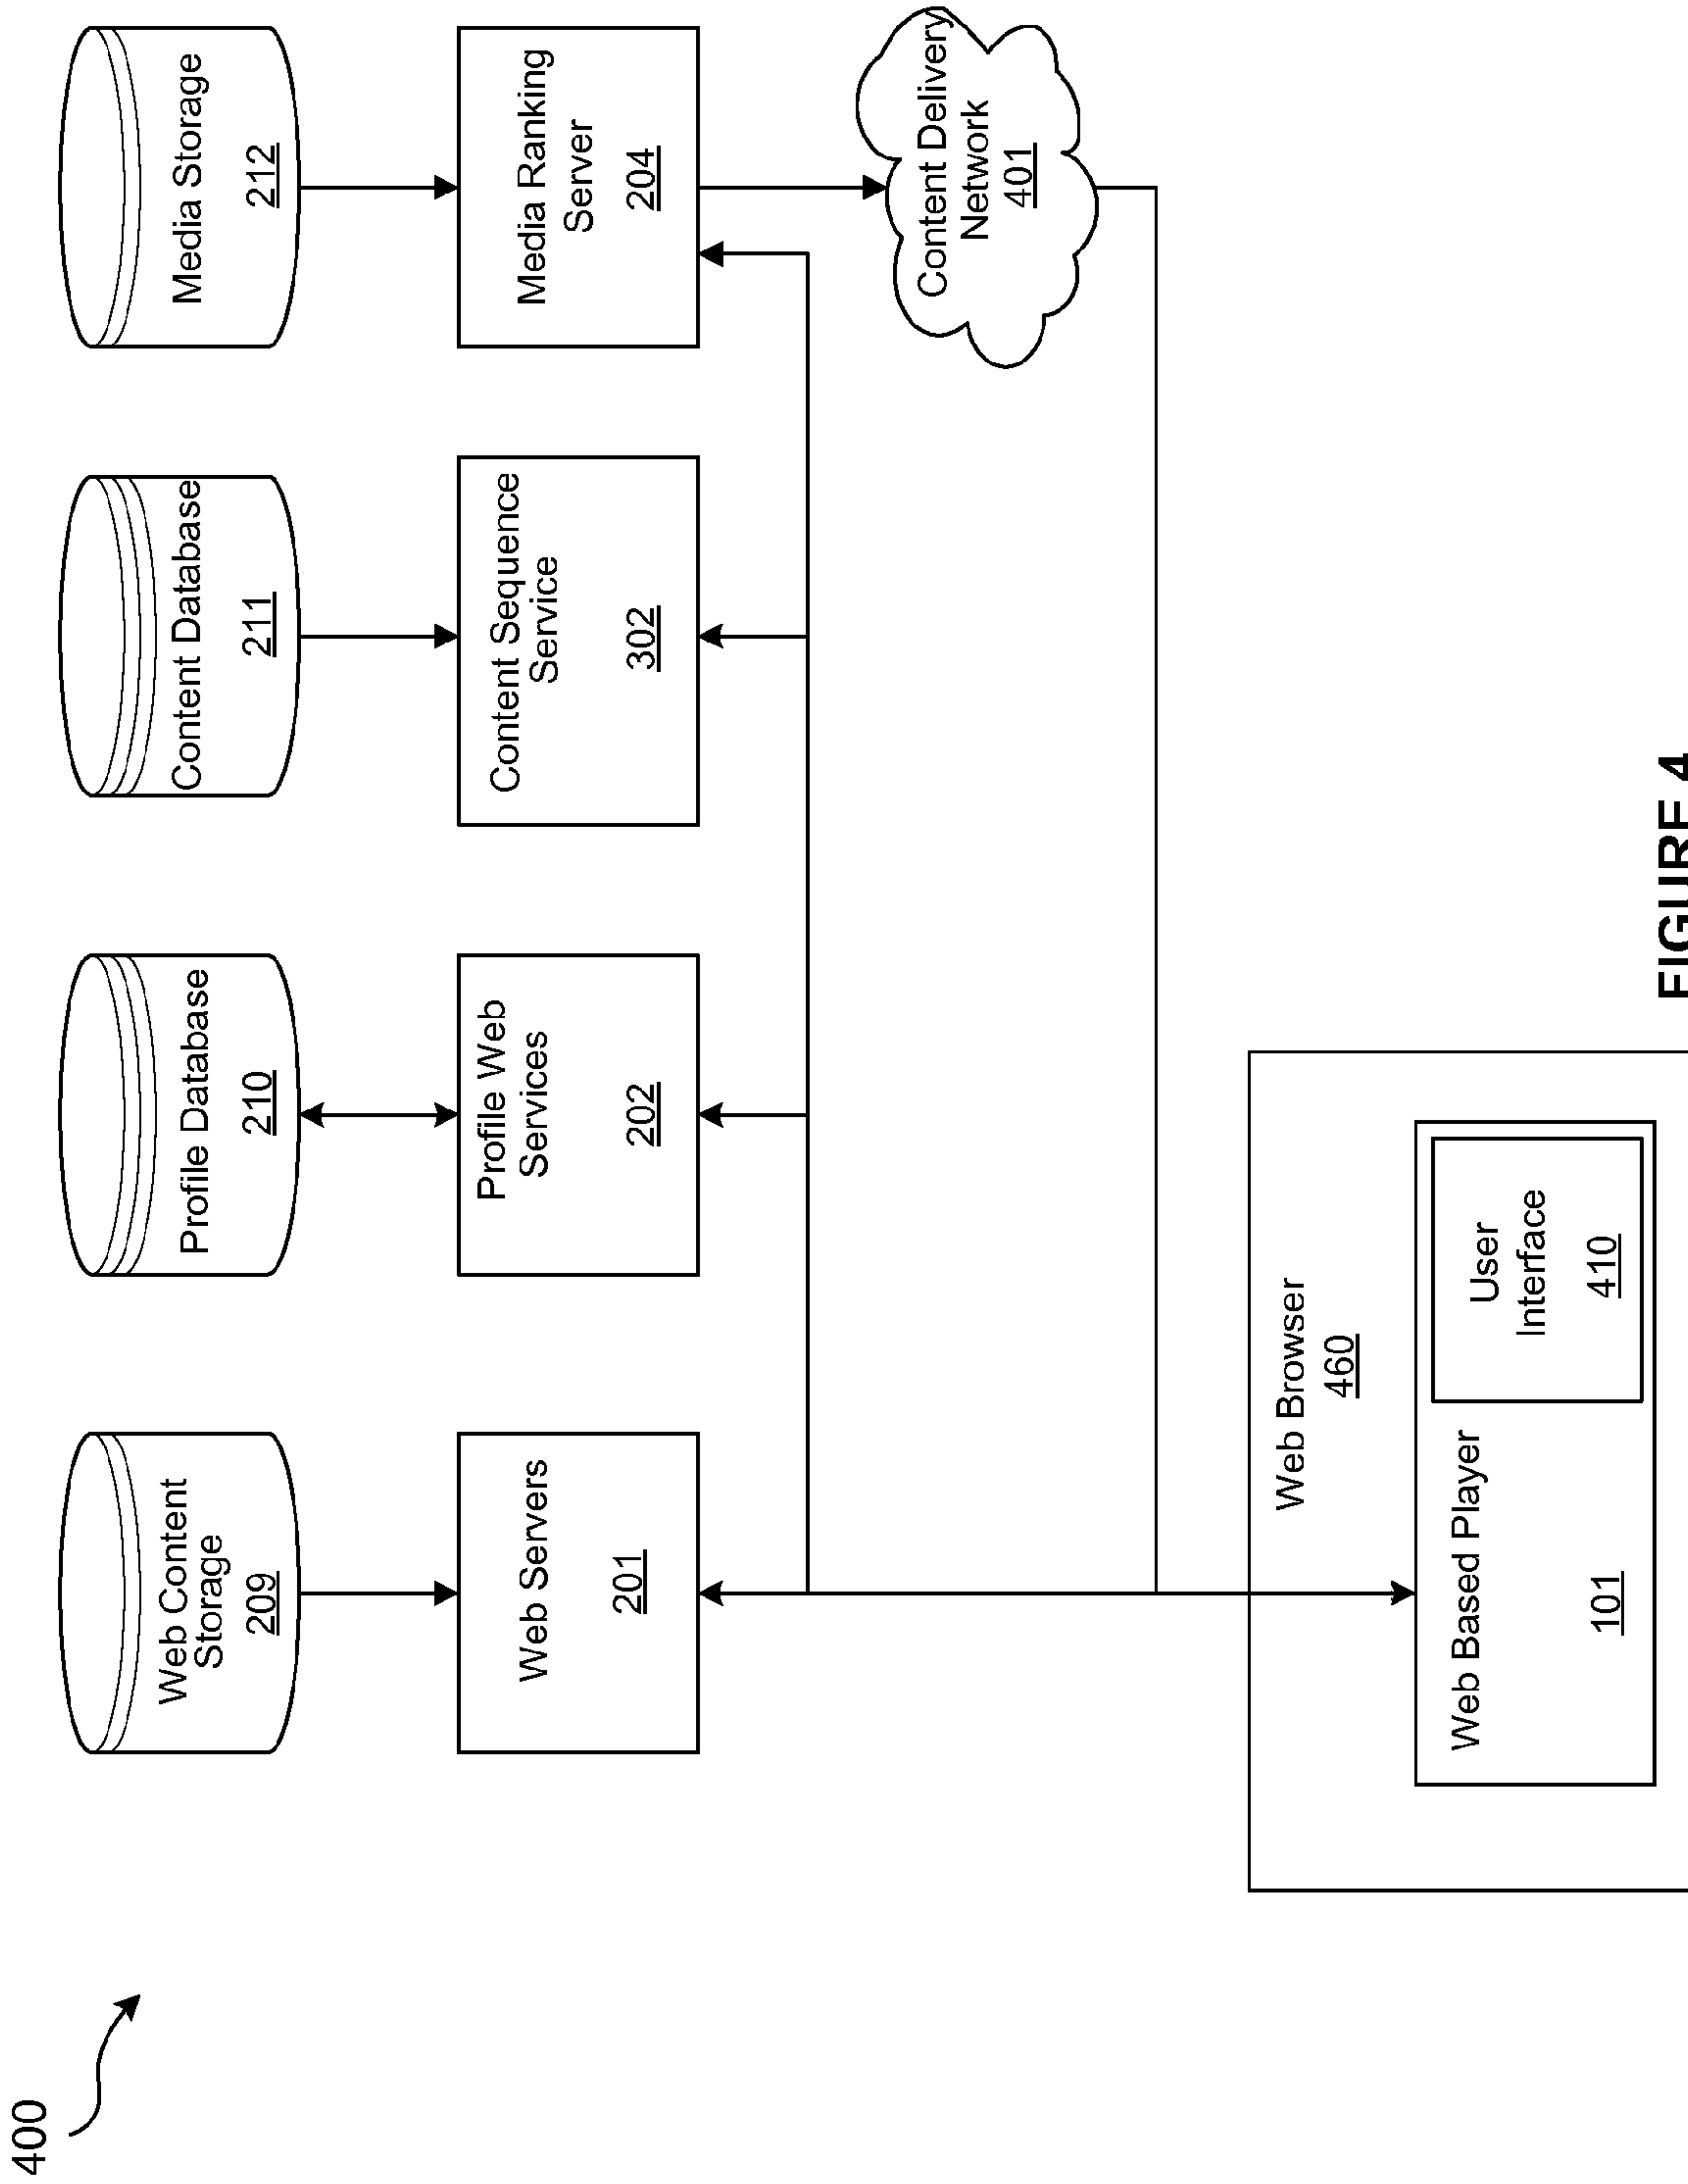 400
Web Content
Storage
209
Profile Database
210
Content Database
211
Media Storage
212
Web Servers
201
Profile Web
Services
202
Content Sequence
Service
302
Media Ranking
Server
204
Content Delivery
Network
401
Web Browser
460
Web Based Player
101
User
Interface
410
FIGURE 4